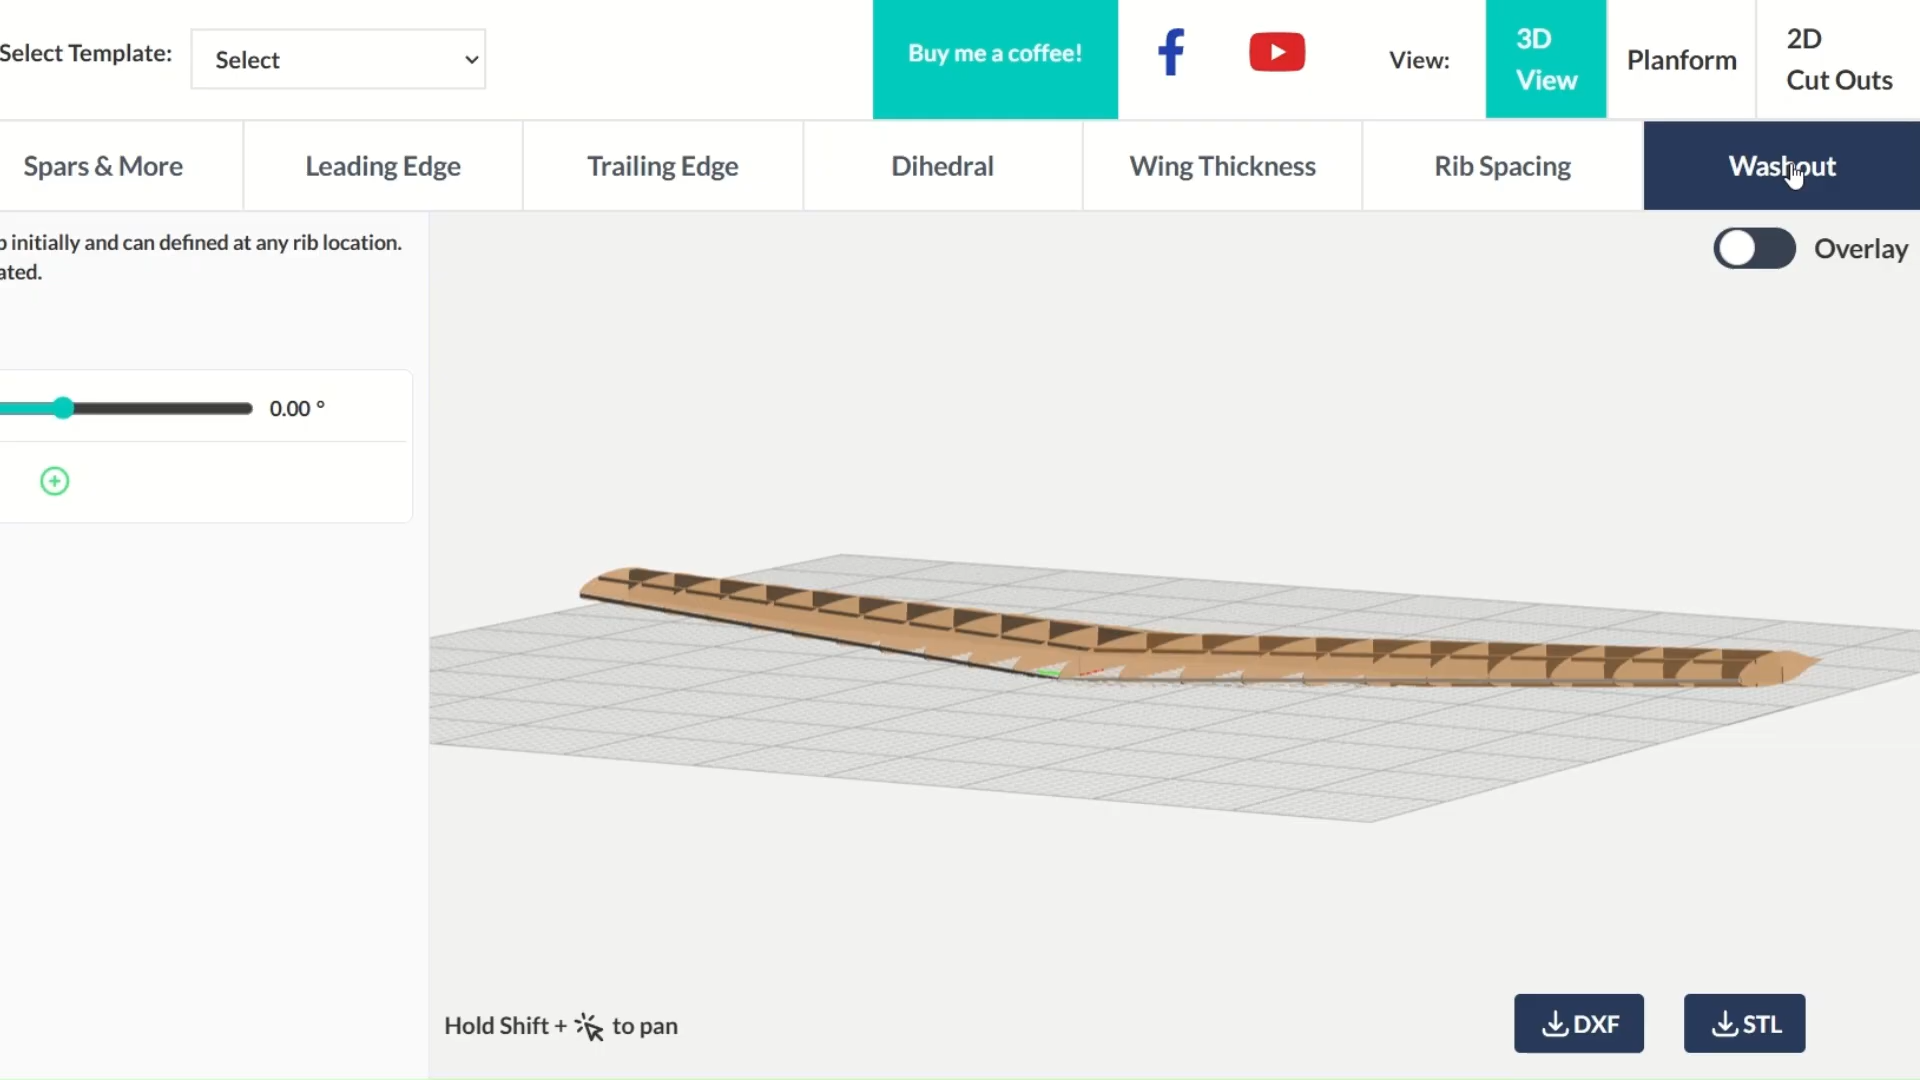 Select Template:
Select
Buy me a coffee!
View:
3D
View
Planform
2D
Cut Outs
Spars & More
Leading Edge
Trailing Edge
Dihedral
Wing Thickness
Rib Spacing
Washout
initially and can defined at any rib location.
Overlay
0.00 °
Hold Shift +
to pan
DXF
STL